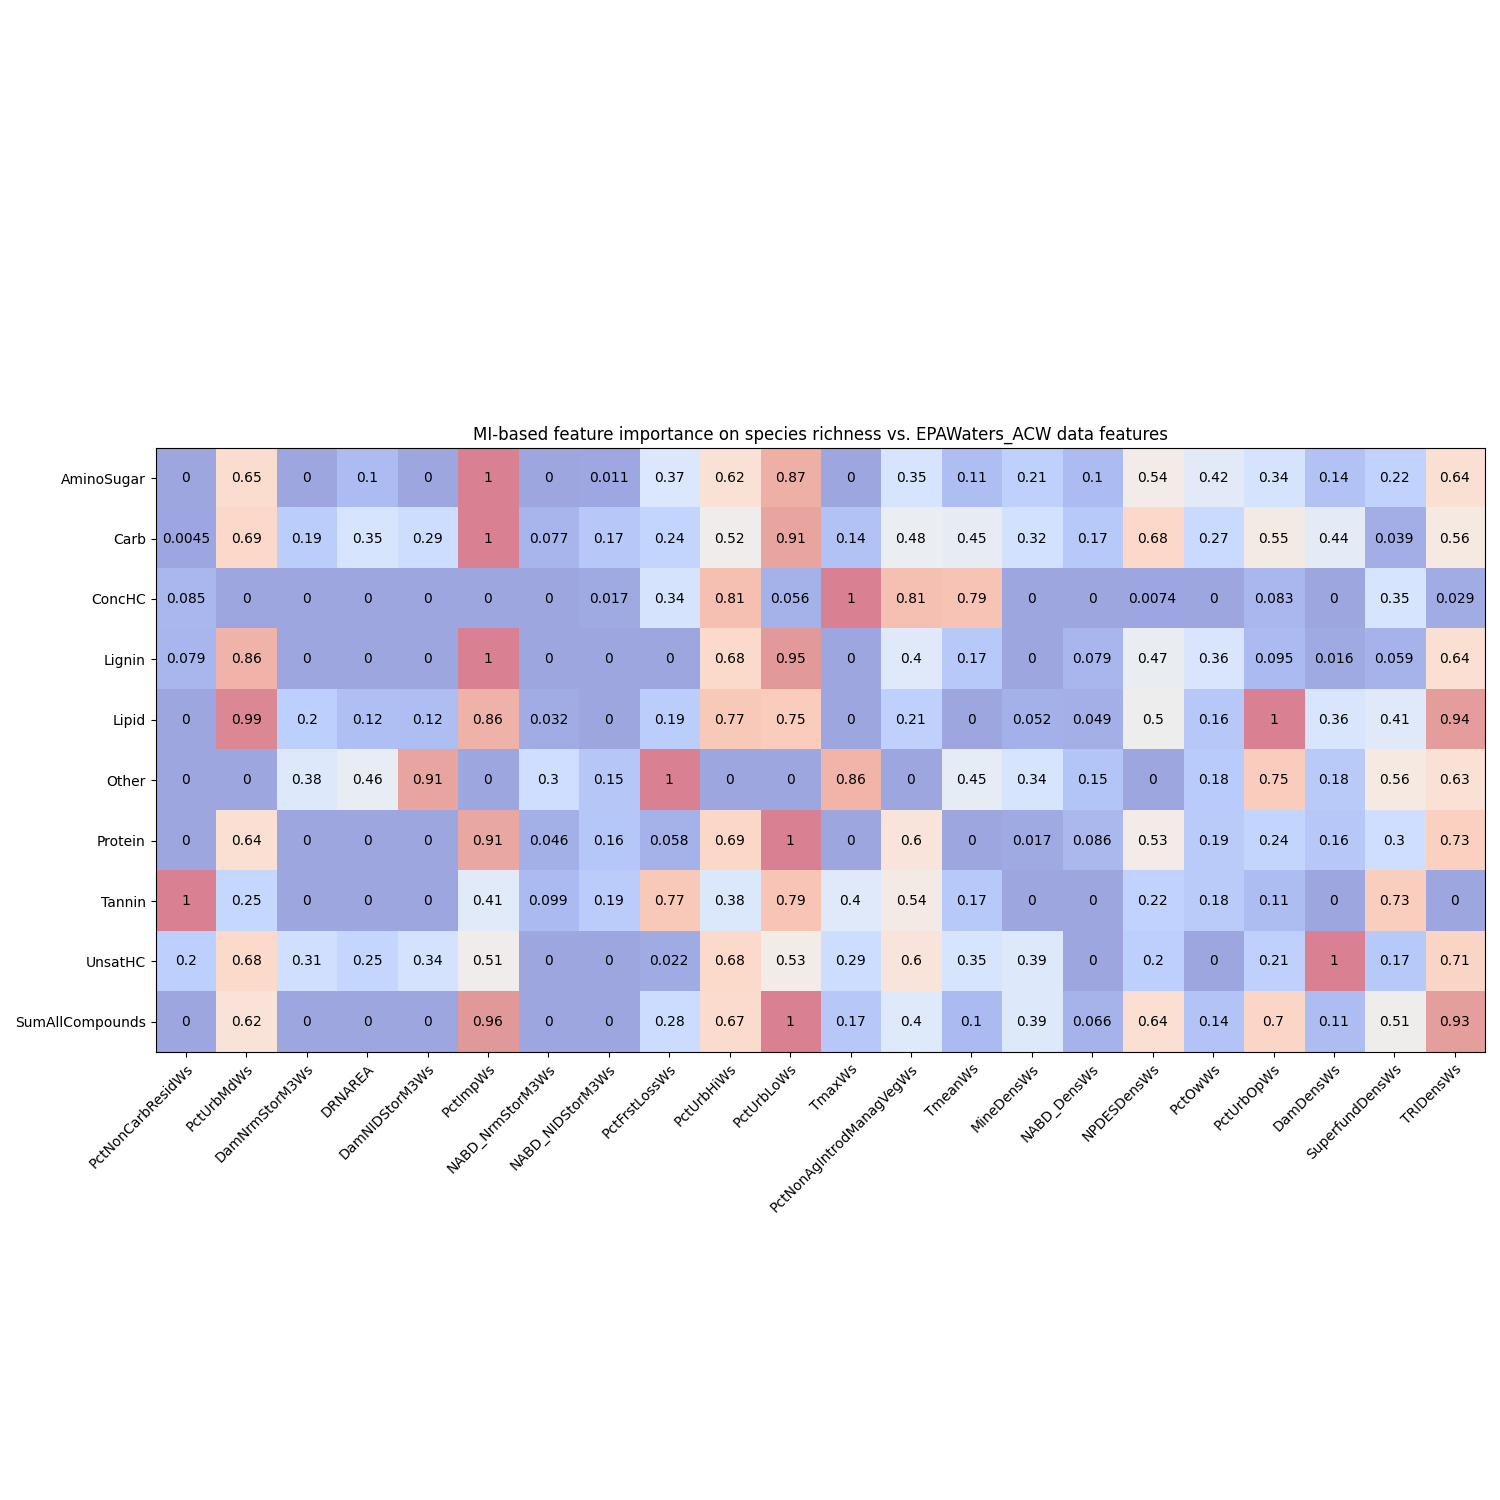 MI-based feature importance on species richness vs. EPAWaters_ACW data features
AminoSugar 0 0.65 0 0.1 0 1 0 0.011 0.37 0.62 0.87 0 0.35 0.11 0.21 0.1 0.54 0.42 0.34 0.14 0.22 0.64
Carb 0.0045 0.69 0.19 0.35 0.29 1 0.077 0.17 0.24 0.52 0.91 0.14 0.48 0.45 0.32 0.17 0.68 0.27 0.55 0.44 0.039 0.56
ConcHC 0.085 0 0 0 0 0 0 0.017 0.34 0.81 0.056 1 0.81 0.79 0 0 0.0074 0 0.083 0 0.35 0.029
Lignin 0.079 0.86 0 0 0 1 0 0 0 0.68 0.95 0 0.4 0.17 0 0.079 0.47 0.36 0.095 0.016 0.059 0.64
Lipid 0 0.99 0.2 0.12 0.12 0.86 0.032 0 0.19 0.77 0.75 0 0.21 0 0.052 0.049 0.5 0.16 1 0.36 0.41 0.94
Other 0 0 0.38 0.46 0.91 0 0.3 0.15 1 0 0 0.86 0 0.45 0.34 0.15 0 0.18 0.75 0.18 0.56 0.63
Protein 0 0.64 0 0 0 0.91 0.046 0.16 0.058 0.69 1 0 0.6 0 0.017 0.086 0.53 0.19 0.24 0.16 0.3 0.73
Tannin 1 0.25 0 0 0 0.41 0.099 0.19 0.77 0.38 0.79 0.4 0.54 0.17 0 0 0.22 0.18 0.11 0 0.73 0
UnsatHC 0.2 0.68 0.31 0.25 0.34 0.51 0 0 0.022 0.68 0.53 0.29 0.6 0.35 0.39 0 0.2 0 0.21 1 0.17 0.71
SumAllCompounds 0 0.62 0 0 0 0.96 0 0 0.28 0.67 1 0.17 0.4 0.1 0.39 0.066 0.64 0.14 0.7 0.11 0.51 0.93
PctNonCarbResidWs
PctUrbMdWs
DamNrmStorM3Ws
DRNAREA
DamNIDStorM3Ws
PctImpWs
NABD_NrmStorM3Ws
NABD_NIDStorM3Ws
PctFrstLossWs
PctUrbHiWs
PctUrbLoWs
TmaxWs
PctNonAgIntrodManagVegWs
TmeanWs
MineDensWs
NABD_DensWs
NPDESDensWs
PctOwWs
PctUrbOpWs
DamDensWs
SuperfundDensWs
TRIDensWs